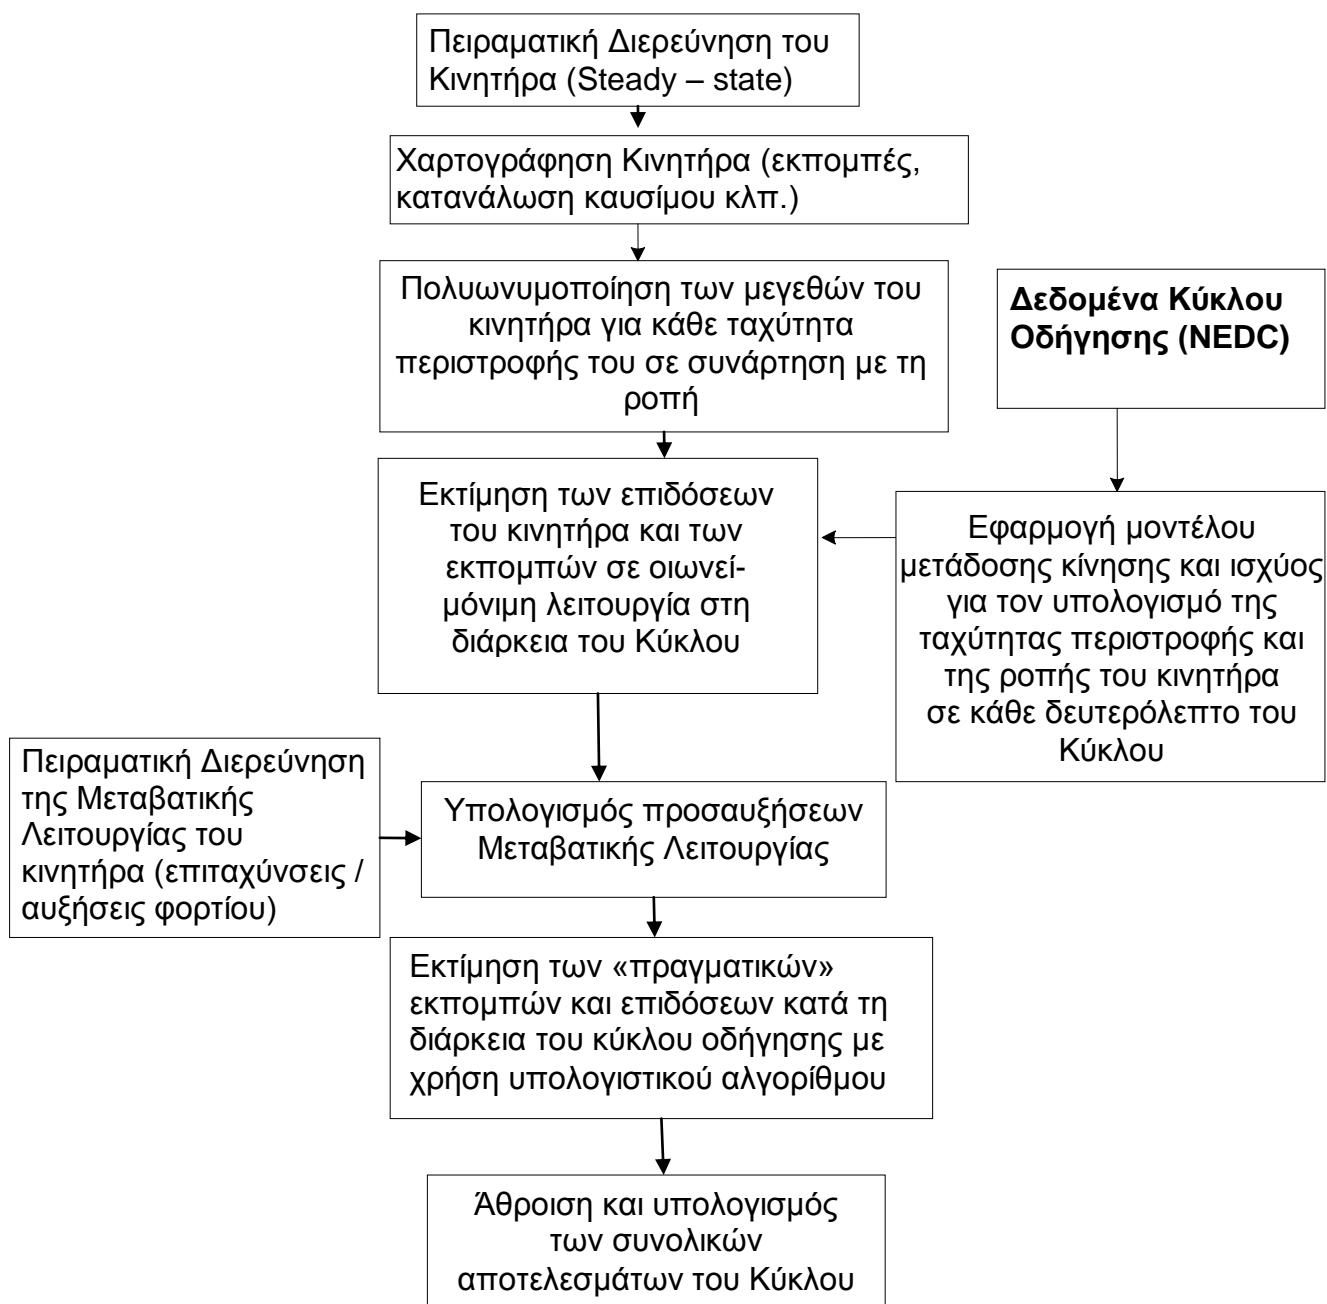 Πειραματική Διερεύνηση του
Κινητήρα (Steady – state)
Χαρτογράφηση Κινητήρα (εκπομπές,
κατανάλωση καυσίμου κλπ.)
Πολυωνυμοποίηση των μεγεθών του
κινητήρα για κάθε ταχύτητα
περιστροφής του σε συνάρτηση με τη
ροπή
Δεδομένα Κύκλου
Οδήγησης (NEDC)
Εκτίμηση των επιδόσεων
του κινητήρα και των
εκπομπών σε οιωνεί-
μόνιμη λειτουργία στη
διάρκεια του Κύκλου
Εφαρμογή μοντέλου
μετάδοσης κίνησης και ισχύος
για τον υπολογισμό της
ταχύτητας περιστροφής και
της ροπής του κινητήρα
σε κάθε δευτερόλεπτο του
Κύκλου
Πειραματική Διερεύνηση
της Μεταβατικής
Λειτουργίας του
κινητήρα (επιταχύνσεις /
αυξήσεις φορτίου)
Υπολογισμός προσαυξήσεων
Μεταβατικής Λειτουργίας
Εκτίμηση των «πραγματικών»
εκπομπών και επιδόσεων κατά τη
διάρκεια του κύκλου οδήγησης με
χρήση υπολογιστικού αλγορίθμου
Άθροιση και υπολογισμός
των συνολικών
αποτελεσμάτων του Κύκλου